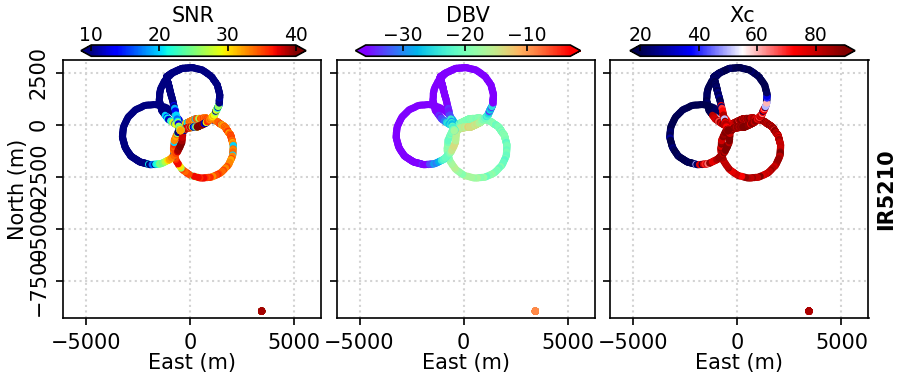 SNR DBV Xc
10 20 30 40 −30 −20 −10 20 40 60 80
2500
0
−2500
−5000
−7500
North (m)
IR5210
−5000 0 5000 −5000 0 5000 −5000 0 5000
East (m) East (m) East (m)